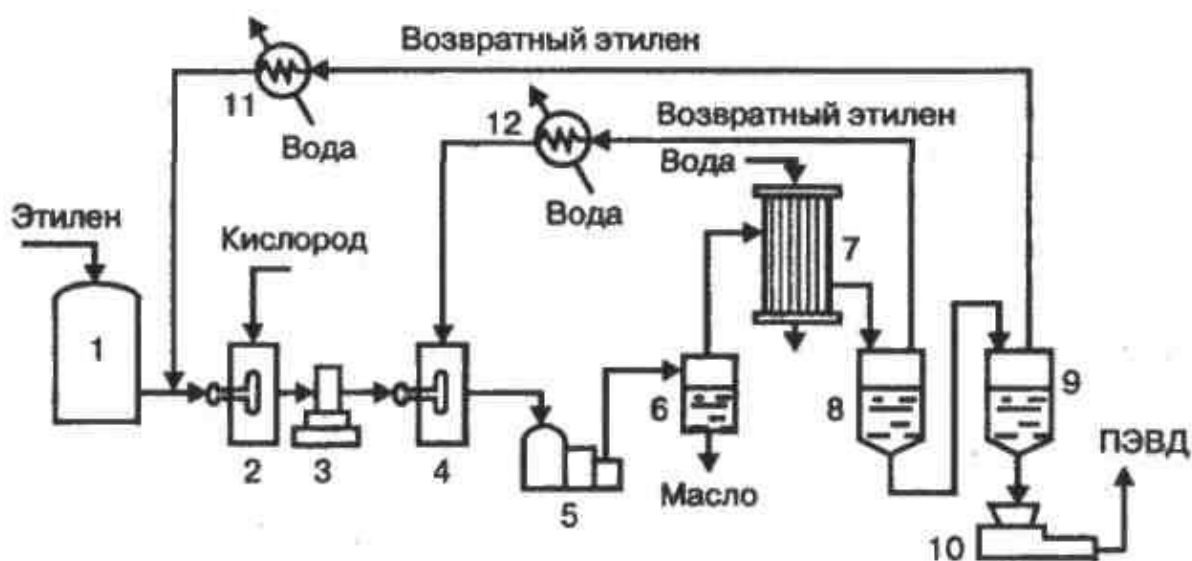 Возвратный этилен
11
Вода
12
Возвратный этилен
Вода
Вода
Этилен
Кислород
7
1
6
8
9
ПЭВД
2
3
4
5
Масло
10